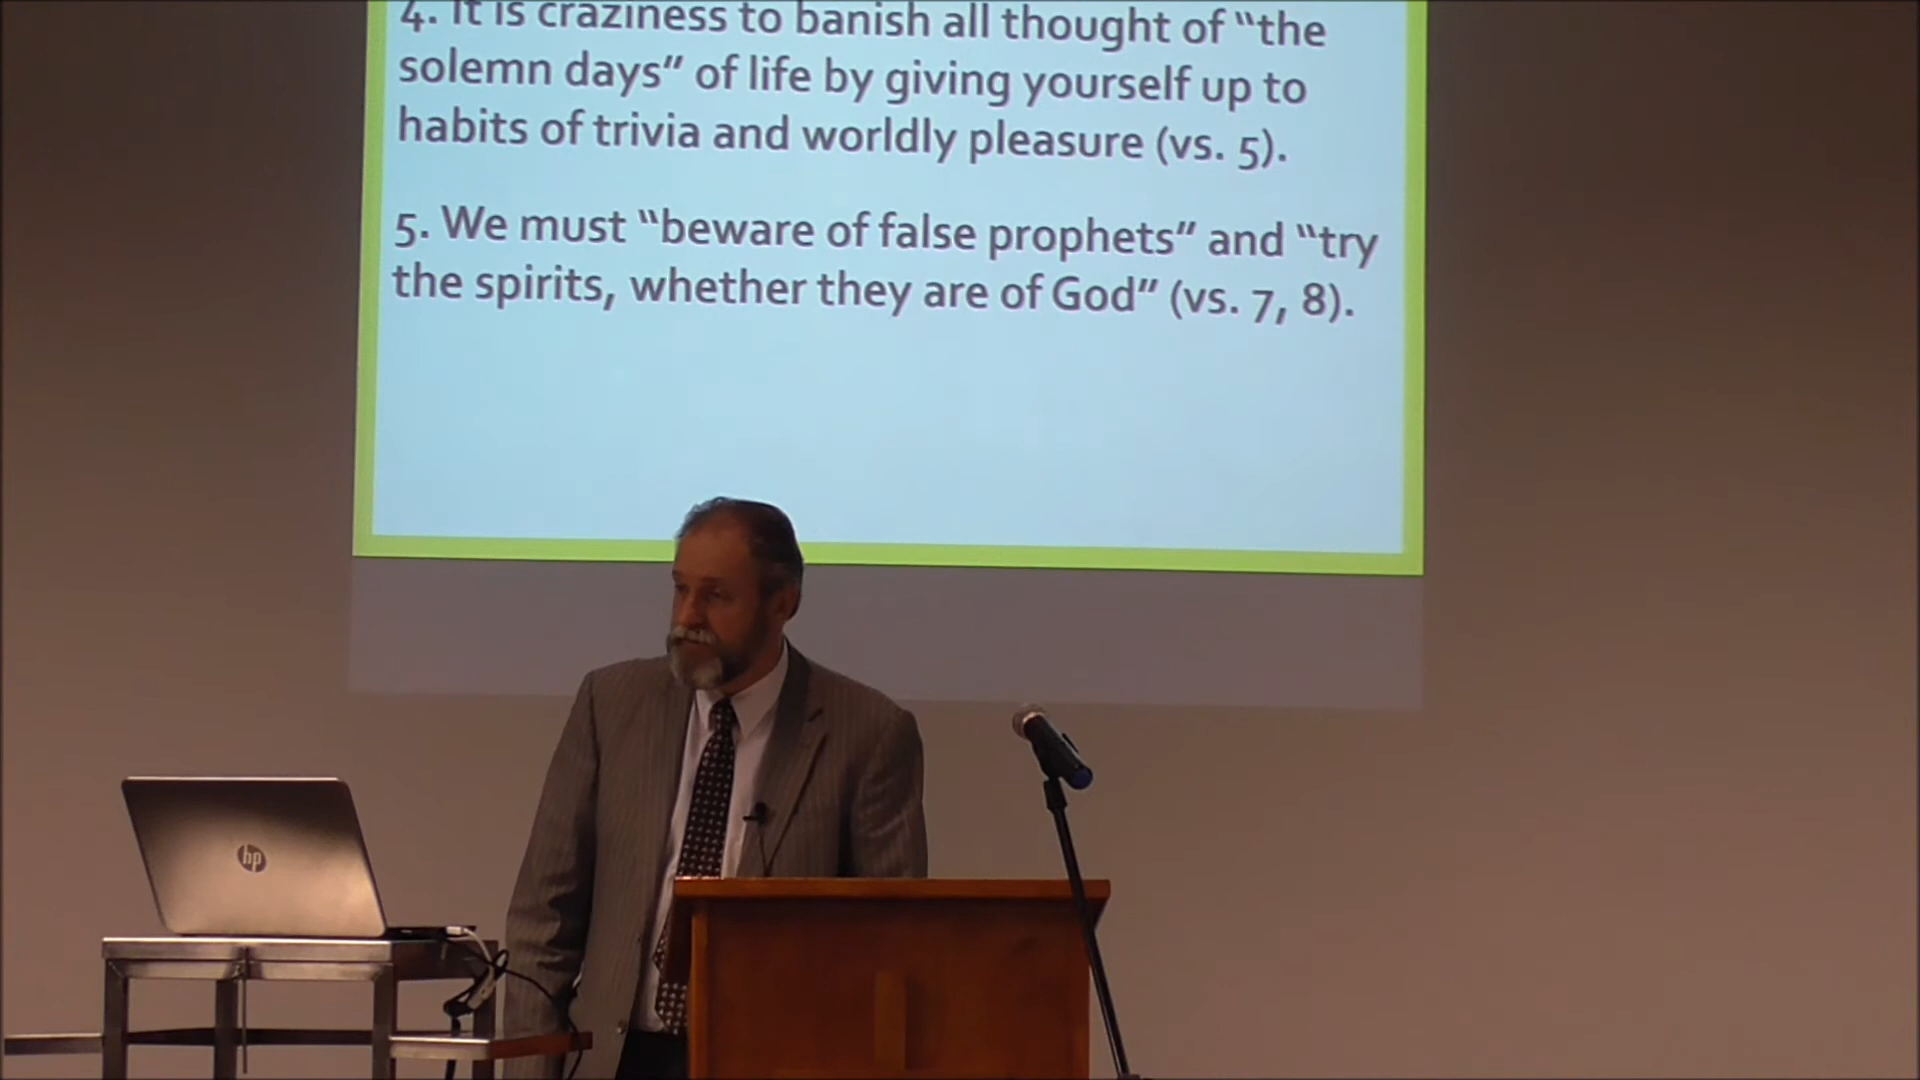 4. It is craziness to banish all thought of “the
solemn days” of life by giving yourself up to
habits of trivia and worldly pleasure (vs. 5).
5. We must “beware of false prophets” and “try
the spirits, whether they are of God” (vs. 7, 8).
hp